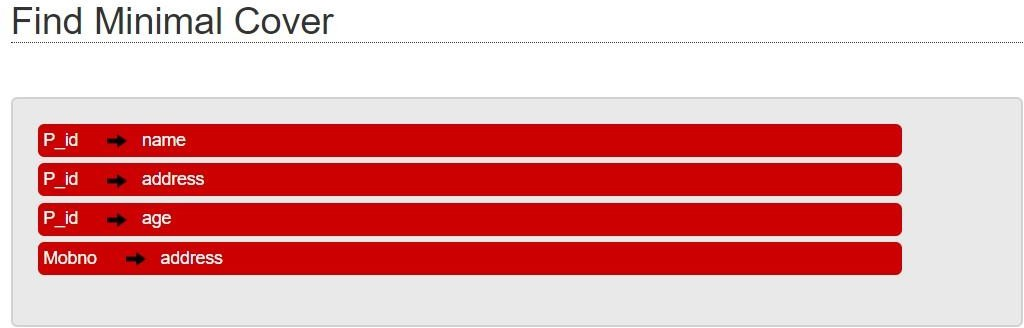 Find Minimal Cover
P_id → name
P_id → address
P_id → age
Mobno → address